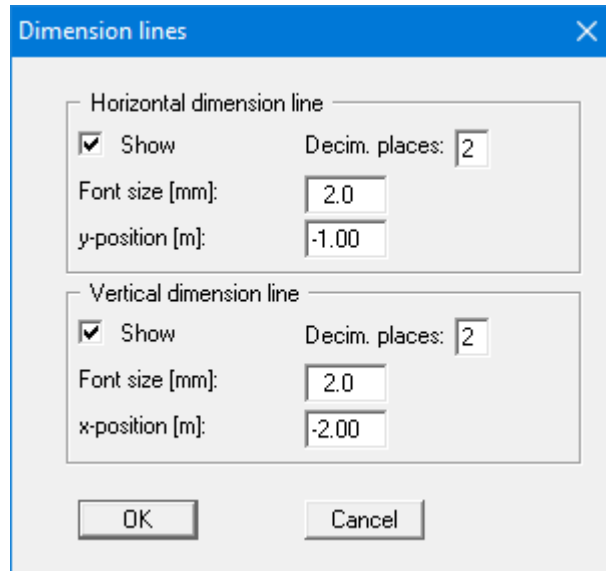 Dimension lines
Horizontal dimension line
Show Decim. places: 2
Font size [mm]: 2.0
y-position [m]: -1.00
Vertical dimension line
Show Decim. places: 2
Font size [mm]: 2.0
x-position [m]: -2.00
OK Cancel